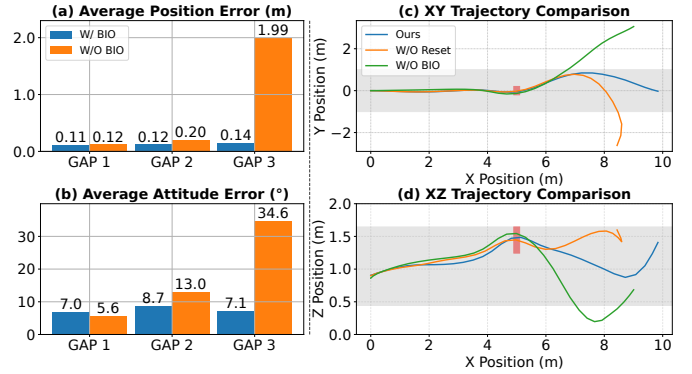 (a) Average Position Error (m)
W/ BIO
W/O BIO
2.0
1.0
0.0
0.11
0.12
0.12
0.20
0.14
1.99
GAP 1
GAP 2
GAP 3
(b) Average Attitude Error (°)
30
20
10
0
7.0
5.6
8.7
13.0
7.1
34.6
GAP 1
GAP 2
GAP 3
(c) XY Trajectory Comparison
Ours
W/O Reset
W/O BIO
Y Position (m)
2
0
−2
0
2
4
6
8
10
X Position (m)
(d) XZ Trajectory Comparison
Z Position (m)
2.0
1.5
1.0
0.5
0.0
0
2
4
6
8
10
X Position (m)